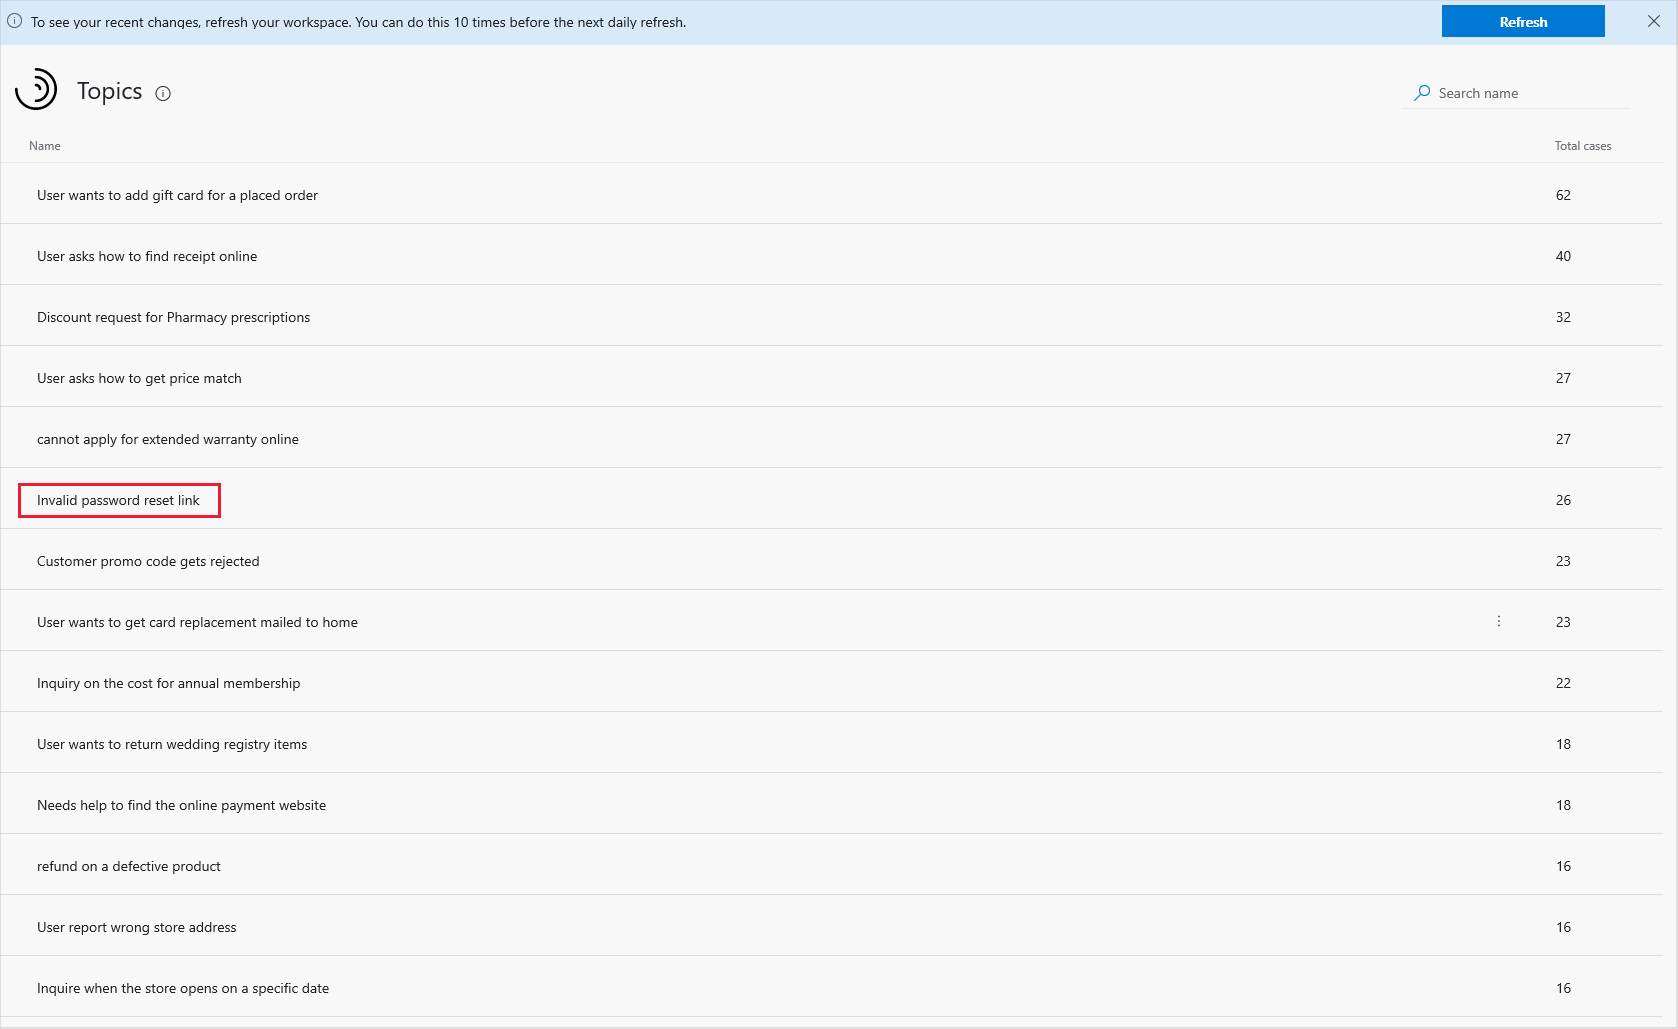 To see your recent changes, refresh your workspace. You can do this 10 times before the next daily refresh. Refresh
Topics
Search name
Name Total cases
User wants to add gift card for a placed order 62
User asks how to find receipt online 40
Discount request for Pharmacy prescriptions 32
User asks how to get price match 27
cannot apply for extended warranty online 27
Invalid password reset link 26
Customer promo code gets rejected 23
User wants to get card replacement mailed to home 23
Inquiry on the cost for annual membership 22
User wants to return wedding registry items 18
Needs help to find the online payment website 18
refund on a defective product 16
User report wrong store address 16
Inquire when the store opens on a specific date 16